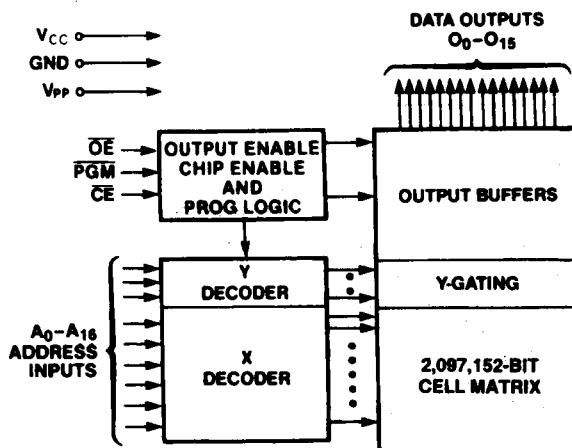 DATA OUTPUTS
O0–O15
VCC
GND
VPP
OE
PGM
CE
OUTPUT ENABLE
CHIP ENABLE
AND
PROG LOGIC
OUTPUT BUFFERS
Y
DECODER
Y-GATING
A0–A16
ADDRESS
INPUTS
X
DECODER
2,097,152-BIT
CELL MATRIX